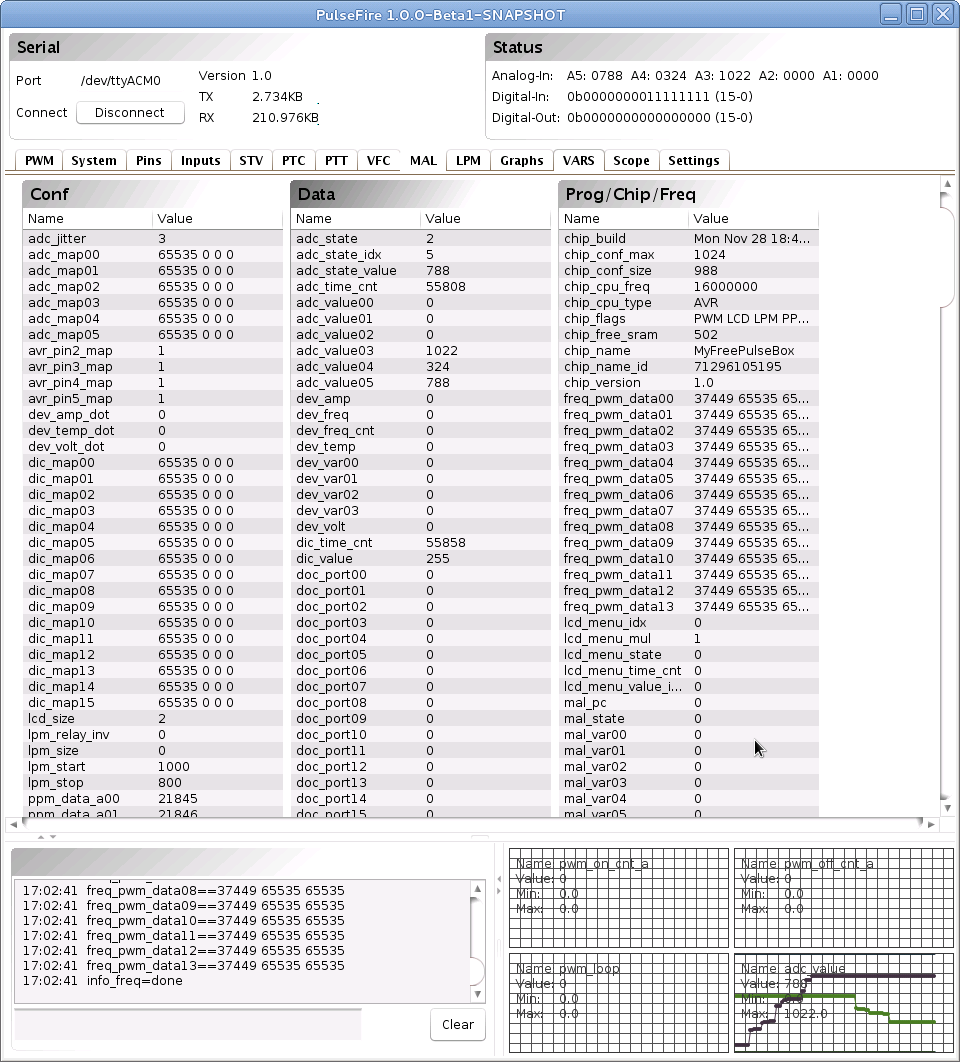 PulseFire 1.0.0-Beta1-SNAPSHOT
Serial
Port /dev/ttyACM0
Connect Disconnect
Version 1.0
TX 2.734KB
RX 210.976KB
Status
Analog-In: A5: 0788 A4: 0324 A3: 1022 A2: 0000 A1: 0000
Digital-In: 0b0000000011111111 (15-0)
Digital-Out: 0b0000000000000000 (15-0)
PWM System Pins Inputs STV PTC PTT VFC MAL LPM Graphs VARS Scope Settings
Conf
Name Value
adc_jitter 3
adc_map00 65535 0 0 0
adc_map01 65535 0 0 0
adc_map02 65535 0 0 0
adc_map03 65535 0 0 0
adc_map04 65535 0 0 0
adc_map05 65535 0 0 0
avr_pin2_map 1
avr_pin3_map 1
avr_pin4_map 1
avr_pin5_map 1
dev_amp_dot 0
dev_temp_dot 0
dev_volt_dot 0
dic_map00 65535 0 0 0
dic_map01 65535 0 0 0
dic_map02 65535 0 0 0
dic_map03 65535 0 0 0
dic_map04 65535 0 0 0
dic_map05 65535 0 0 0
dic_map06 65535 0 0 0
dic_map07 65535 0 0 0
dic_map08 65535 0 0 0
dic_map09 65535 0 0 0
dic_map10 65535 0 0 0
dic_map11 65535 0 0 0
dic_map12 65535 0 0 0
dic_map13 65535 0 0 0
dic_map14 65535 0 0 0
dic_map15 65535 0 0 0
lcd_size 2
lpm_relay_inv 0
lpm_size 0
lpm_start 1000
lpm_stop 800
ppm_data_a00 21845
ppm_data_a01 21846
Data
Name Value
adc_state 2
adc_state_idx 5
adc_state_value 788
adc_time_cnt 55808
adc_value00 0
adc_value01 0
adc_value02 0
adc_value03 1022
adc_value04 324
adc_value05 788
dev_amp 0
dev_freq 0
dev_freq_cnt 0
dev_temp 0
dev_var00 0
dev_var01 0
dev_var02 0
dev_var03 0
dev_volt 0
dic_time_cnt 55858
dic_value 255
doc_port00 0
doc_port01 0
doc_port02 0
doc_port03 0
doc_port04 0
doc_port05 0
doc_port06 0
doc_port07 0
doc_port08 0
doc_port09 0
doc_port10 0
doc_port11 0
doc_port12 0
doc_port13 0
doc_port14 0
doc_port15 0
Prog/Chip/Freq
Name Value
chip_build Mon Nov 28 18:4...
chip_conf_max 1024
chip_conf_size 988
chip_cpu_freq 16000000
chip_cpu_type AVR
chip_flags PWM LCD LPM PP...
chip_free_sram 502
chip_name MyFreePulseBox
chip_name_id 71296105195
chip_version 1.0
freq_pwm_data00 37449 65535 65...
freq_pwm_data01 37449 65535 65...
freq_pwm_data02 37449 65535 65...
freq_pwm_data03 37449 65535 65...
freq_pwm_data04 37449 65535 65...
freq_pwm_data05 37449 65535 65...
freq_pwm_data06 37449 65535 65...
freq_pwm_data07 37449 65535 65...
freq_pwm_data08 37449 65535 65...
freq_pwm_data09 37449 65535 65...
freq_pwm_data10 37449 65535 65...
freq_pwm_data11 37449 65535 65...
freq_pwm_data12 37449 65535 65...
freq_pwm_data13 37449 65535 65...
lcd_menu_idx 0
lcd_menu_mul 1
lcd_menu_state 0
lcd_menu_time_cnt 0
lcd_menu_value_i... 0
mal_pc 0
mal_state 0
mal_var00 0
mal_var01 0
mal_var02 0
mal_var03 0
mal_var04 0
mal_var05 0
17:02:41 freq_pwm_data08==37449 65535 65535
17:02:41 freq_pwm_data09==37449 65535 65535
17:02:41 freq_pwm_data10==37449 65535 65535
17:02:41 freq_pwm_data11==37449 65535 65535
17:02:41 freq_pwm_data12==37449 65535 65535
17:02:41 freq_pwm_data13==37449 65535 65535
17:02:41 info_freq=done
Clear
Name: pwm_on_cnt_a
Value: 0
Min: 0.0
Max: 0.0
Name: pwm_off_cnt_a
Value: 0
Min: 0.0
Max: 0.0
Name: pwm_loop
Value: 0
Min: 0.0
Max: 0.0
Name: adc_value
Value: 788
Min:
Max: 1022.0